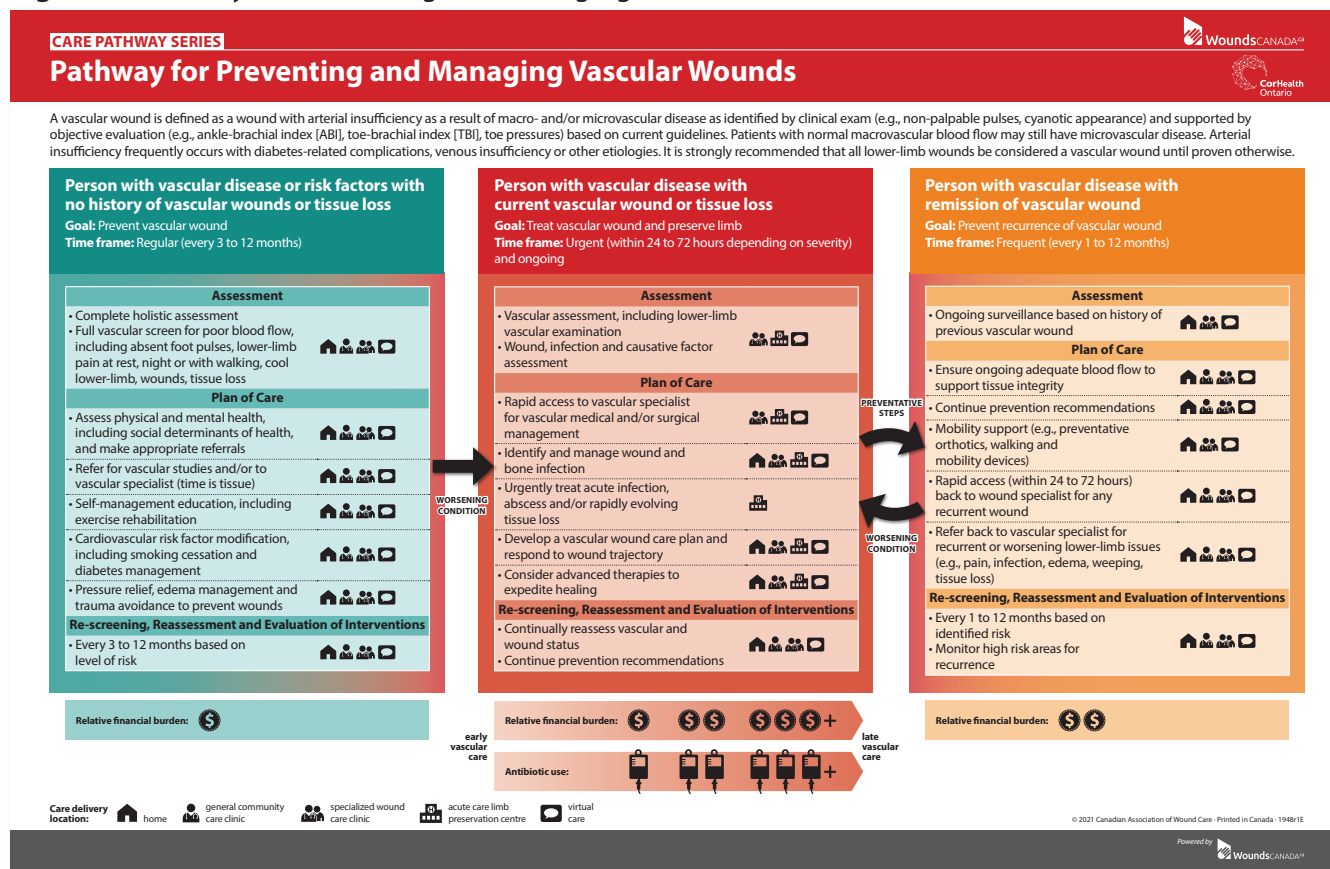 CARE PATHWAY SERIES
Pathway for Preventing and Managing Vascular Wounds
WoundsCANADA.ca
CorHealth
Ontario
A vascular wound is defined as a wound with arterial insufficiency as a result of macro- and/or microvascular disease as identified by clinical exam (e.g., non-palpable pulses, cyanotic appearance) and supported by
objective evaluation (e.g., ankle-brachial index [ABI], toe-brachial index [TBI], toe pressures) based on current guidelines. Patients with normal macrovascular blood flow may still have microvascular disease. Arterial
insufficiency frequently occurs with diabetes-related complications, venous insufficiency or other etiologies. It is strongly recommended that all lower-limb wounds be considered a vascular wound until proven otherwise.
Person with vascular disease or risk factors with
no history of vascular wounds or tissue loss
Goal: Prevent vascular wound
Time frame: Regular (every 3 to 12 months)
Assessment
• Complete holistic assessment
• Full vascular screen for poor blood flow,
including absent foot pulses, lower-limb
pain at rest, night or with walking, cool
lower-limb, wounds, tissue loss
Plan of Care
• Assess physical and mental health,
including social determinants of health,
and make appropriate referrals
• Refer for vascular studies and/or to
vascular specialist (time is tissue)
• Self-management education, including
exercise rehabilitation
• Cardiovascular risk factor modification,
including smoking cessation and
diabetes management
• Pressure relief, edema management and
trauma avoidance to prevent wounds
Re-screening, Reassessment and Evaluation of Interventions
• Every 3 to 12 months based on
level of risk
Relative financial burden: $
WORSENING
CONDITION
Person with vascular disease with
current vascular wound or tissue loss
Goal: Treat vascular wound and preserve limb
Time frame: Urgent (within 24 to 72 hours depending on severity)
and ongoing
Assessment
• Vascular assessment, including lower-limb
vascular examination
• Wound, infection and causative factor
assessment
Plan of Care
• Rapid access to vascular specialist
for vascular medical and/or surgical
management
• Identify and manage wound and
bone infection
• Urgently treat acute infection,
abscess and/or rapidly evolving
tissue loss
• Develop a vascular wound care plan and
respond to wound trajectory
• Consider advanced therapies to
expedite healing
Re-screening, Reassessment and Evaluation of Interventions
• Continually reassess vascular and
wound status
• Continue prevention recommendations
early
vascular
care
Relative financial burden: $ $ $ $ $ $ +
Antibiotic use: +
late
vascular
care
PREVENTATIVE
STEPS
WORSENING
CONDITION
Person with vascular disease with
remission of vascular wound
Goal: Prevent recurrence of vascular wound
Time frame: Frequent (every 1 to 12 months)
Assessment
• Ongoing surveillance based on history of
previous vascular wound
Plan of Care
• Ensure ongoing adequate blood flow to
support tissue integrity
• Continue prevention recommendations
• Mobility support (e.g., preventative
orthotics, walking and
mobility devices)
• Rapid access (within 24 to 72 hours)
back to wound specialist for any
recurrent wound
• Refer back to vascular specialist for
recurrent or worsening lower-limb issues
(e.g., pain, infection, edema, weeping,
tissue loss)
Re-screening, Reassessment and Evaluation of Interventions
• Every 1 to 12 months based on
identified risk
• Monitor high risk areas for
recurrence
Relative financial burden: $ $
Care delivery
location:
home
general community
care clinic
specialized wound
care clinic
acute care limb
preservation centre
virtual
care
© 2021 Canadian Association of Wound Care · Printed in Canada · 1948r1E
Powered by
WoundsCANADA.ca